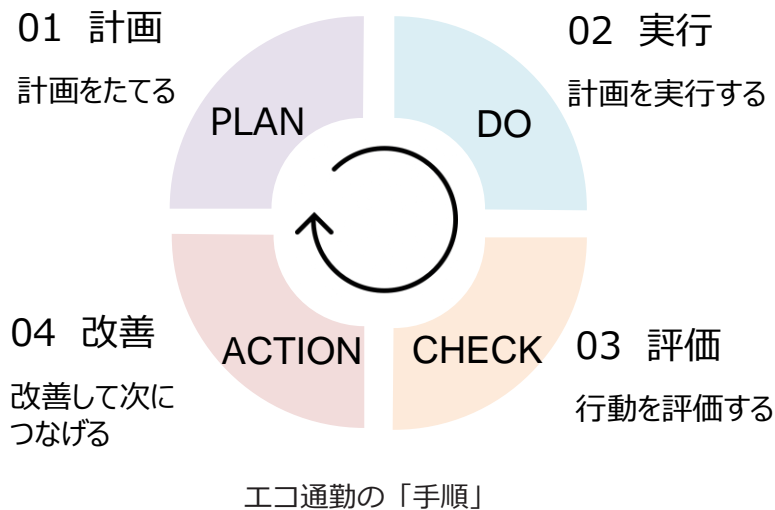 01 計画
計画をたてる
PLAN
02 実行
計画を実行する
DO
03 評価
行動を評価する
CHECK
04 改善
改善して次に
つなげる
ACTION
エコ通勤の「手順」